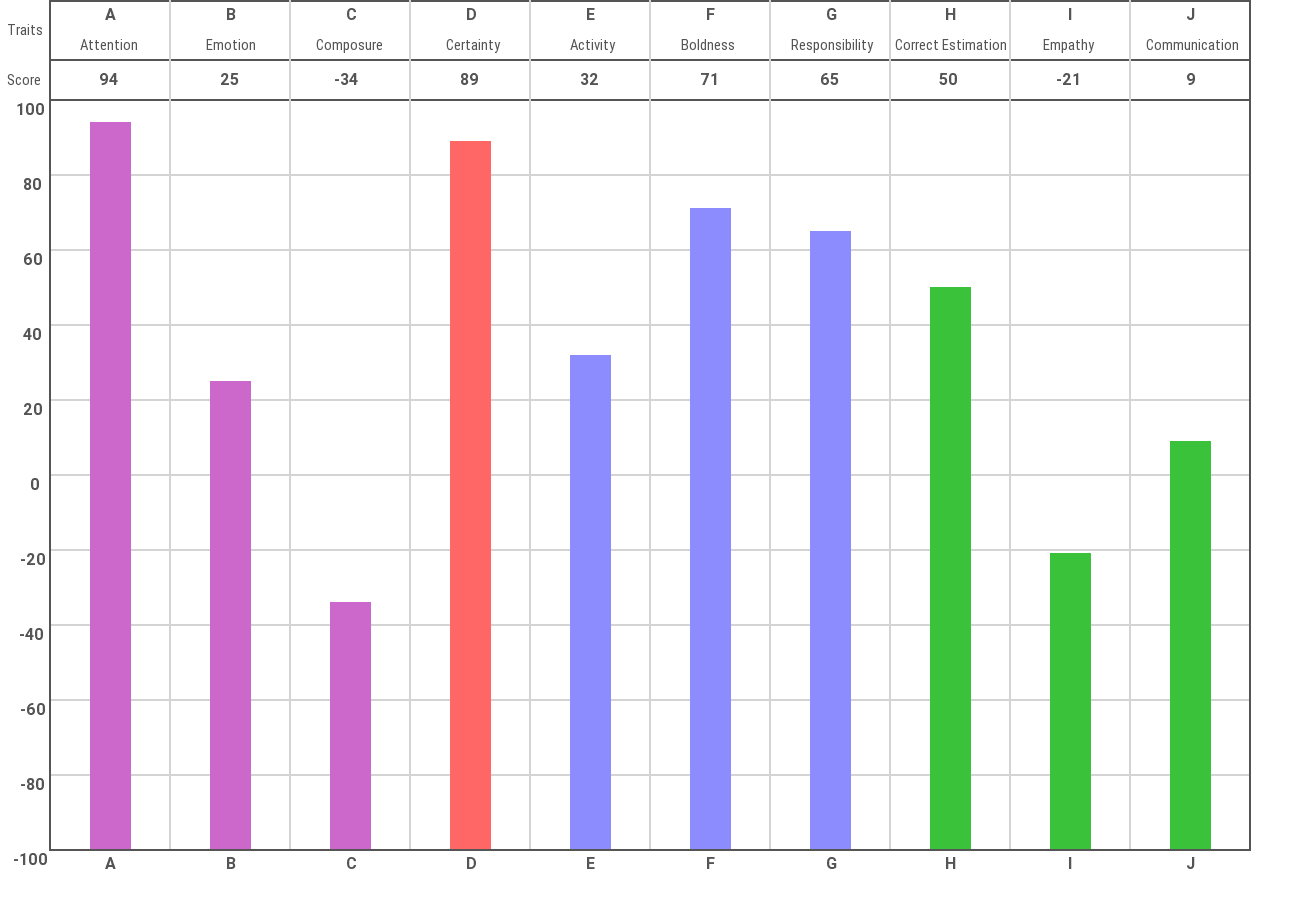 Traits
A B C D E F G H I J
Attention Emotion Composure Certainty Activity Boldness Responsibility Correct Estimation Empathy Communication
Score 94 25 -34 89 32 71 65 50 -21 9
100
80
60
40
20
0
-20
-40
-60
-80
-100
A B C D E F G H I J